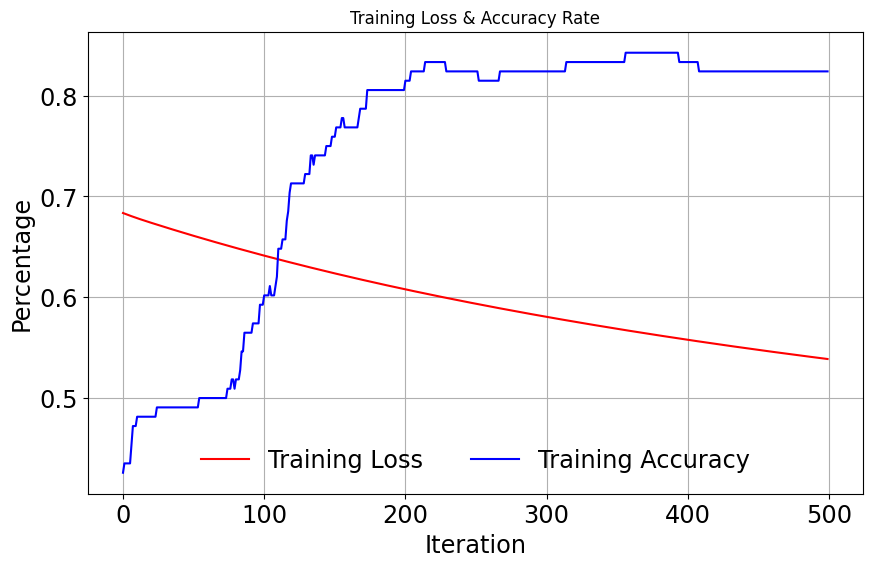 Training Loss & Accuracy Rate
0.8
0.7
0.6
0.5
Percentage
Training Loss
Training Accuracy
0 100 200 300 400 500
Iteration